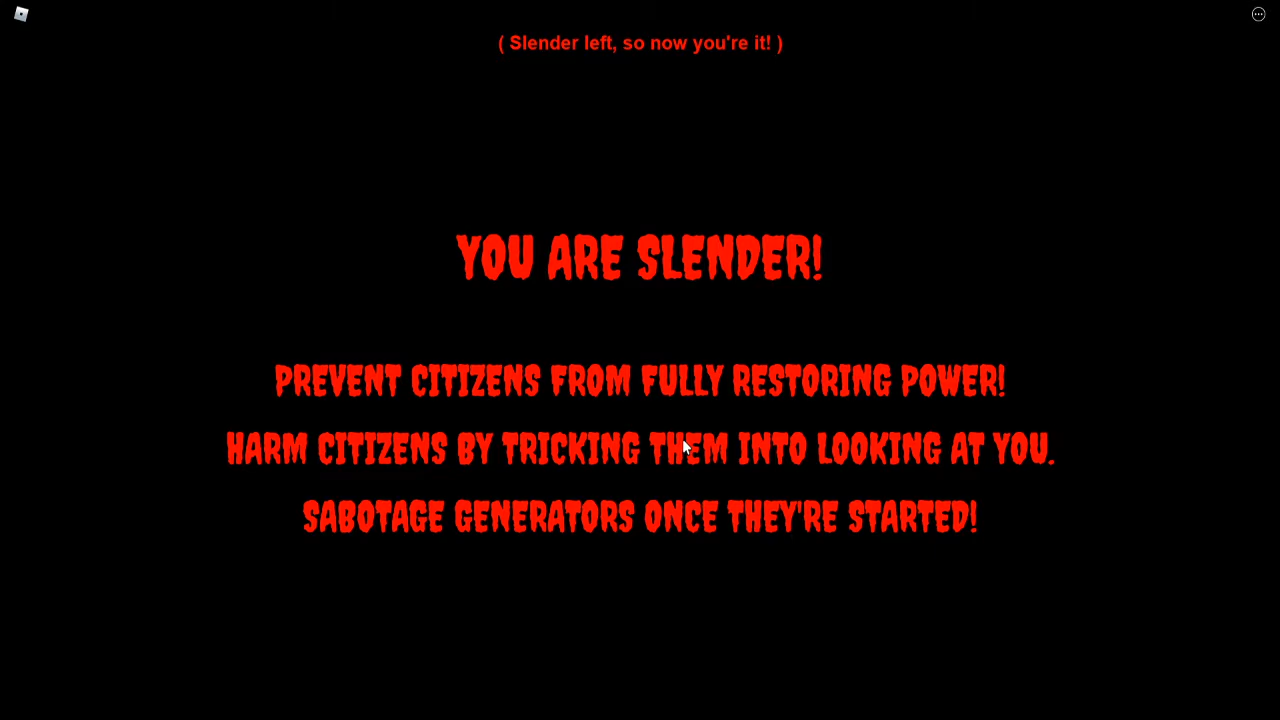 ( Slender left, so now you're it! )
YOU ARE SLENDER!
PREVENT CITIZENS FROM FULLY RESTORING POWER!
HARM CITIZENS BY TRICKING THEM INTO LOOKING AT YOU.
SABOTAGE GENERATORS ONCE THEY'RE STARTED!